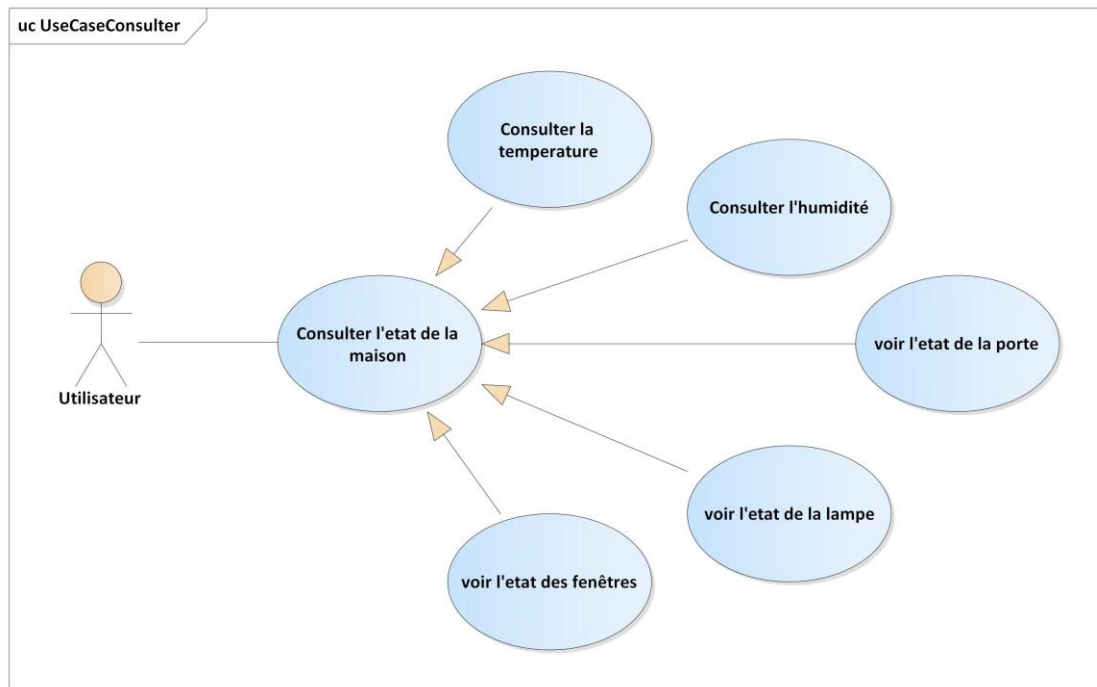 uc UseCaseConsulter
Consulter la
temperature
Consulter l'humidité
Consulter l'etat de la
maison
voir l'etat de la porte
Utilisateur
voir l'etat de la lampe
voir l'etat des fenêtres